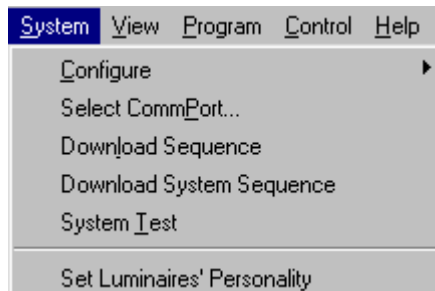 System View Program Control Help
Configure
Select CommPort...
Download Sequence
Download System Sequence
System Test
Set Luminaires' Personality